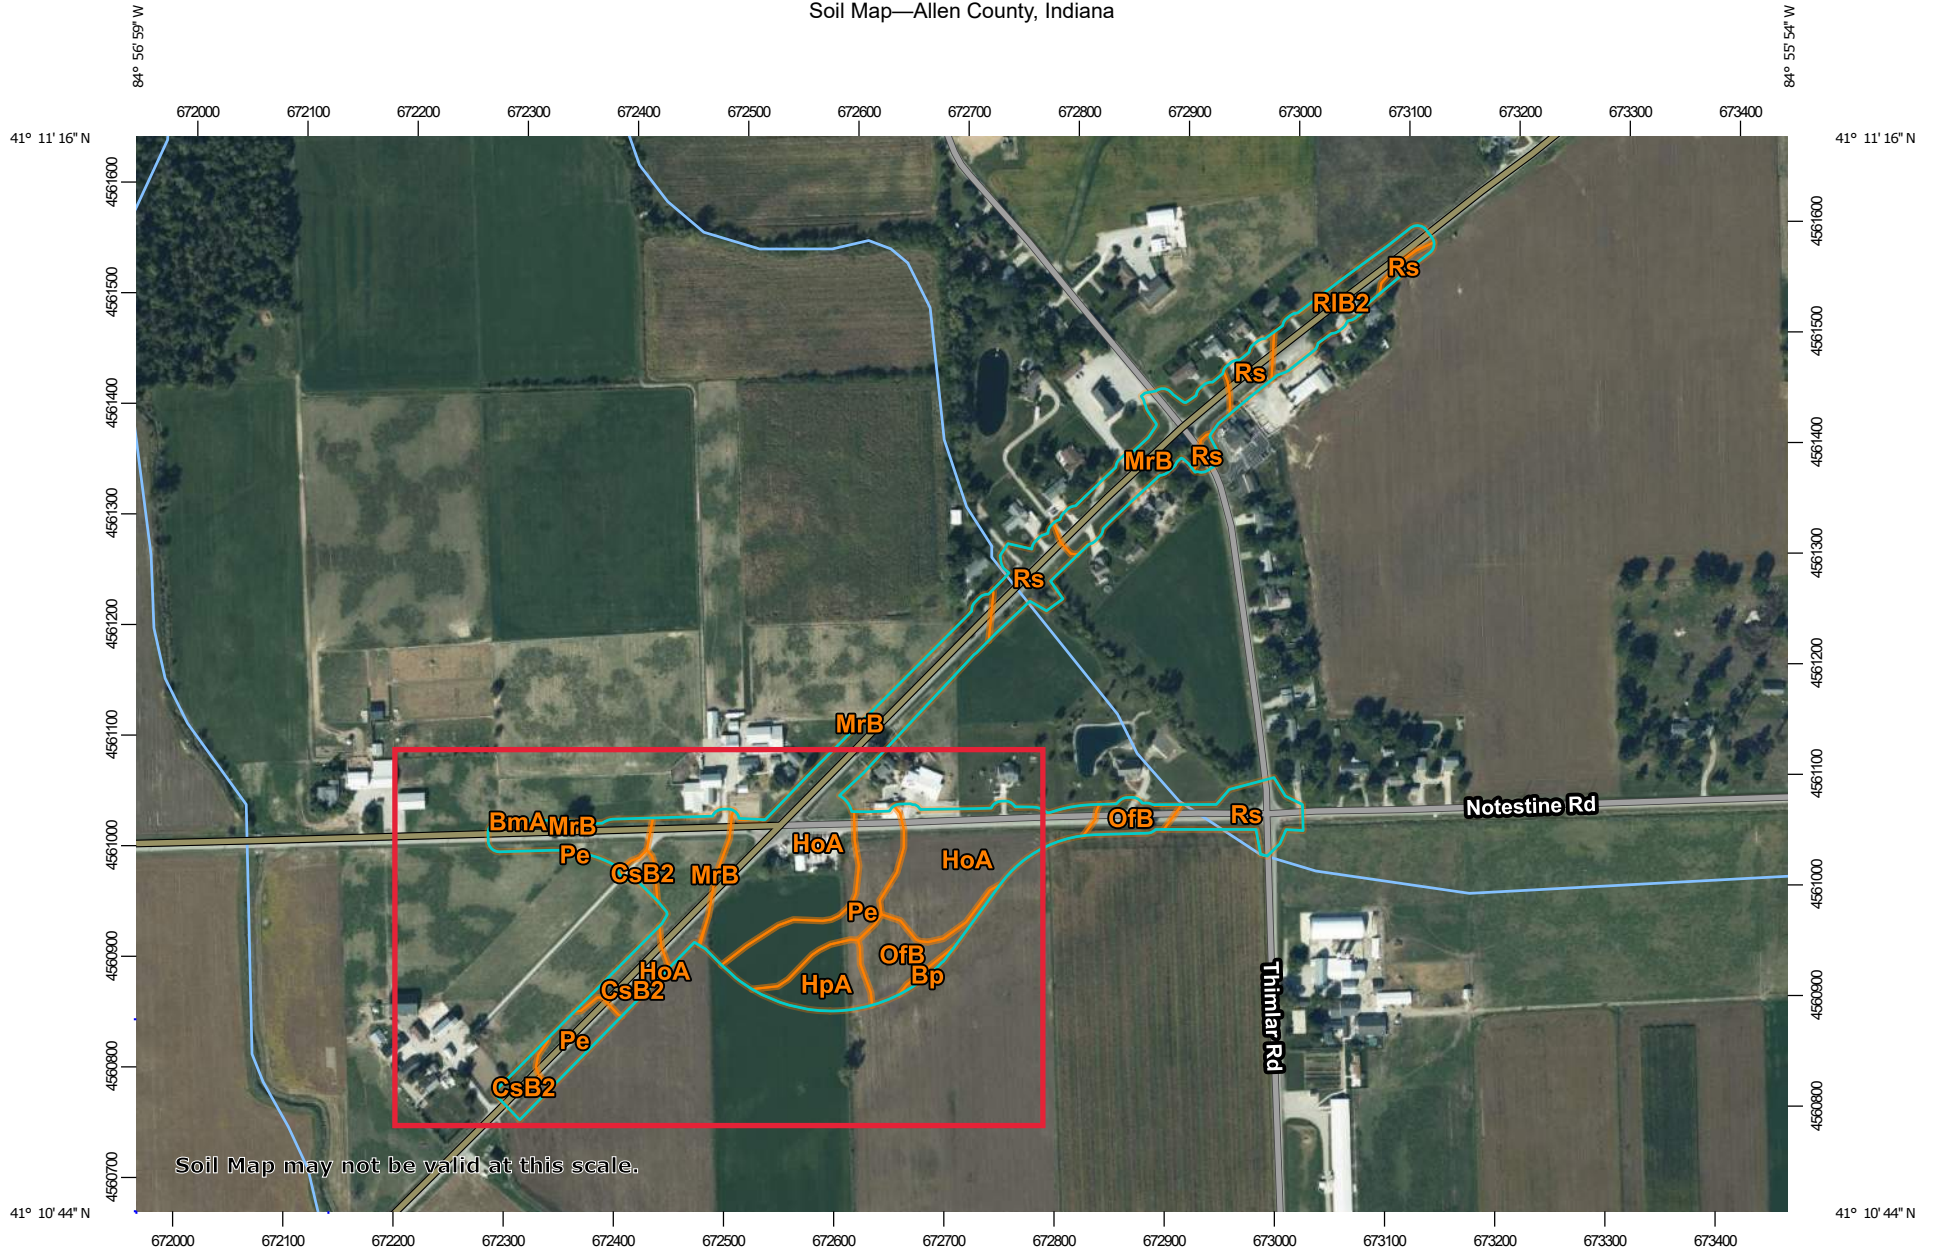 Soil Map—Allen County, Indiana
84° 56' 59" W
84° 55' 54" W
672000 672100 672200 672300 672400 672500 672600 672700 672800 672900 673000 673100 673200 673300 673400
41° 11' 16" N
41° 11' 16" N
4561600
4561600
Rs
4561500
RIB2
4561500
Rs
4561400
4561400
MrB Rs
4561300
4561300
Rs
4561200
4561200
MrB
4561100
4561100
Notestine Rd
BmA MrB OfB Rs
4561000
HoA
Pe HoA
CsB2 MrB
4561000
Pe
4560900
OfB
HoA Bp
CsB2 HpA
4560900
Thimlar Rd
Pe
4560800
CsB2
4560800
Soil Map may not be valid at this scale.
4560700
41° 10' 44" N
41° 10' 44" N
672000 672100 672200 672300 672400 672500 672600 672700 672800 672900 673000 673100 673200 673300 673400